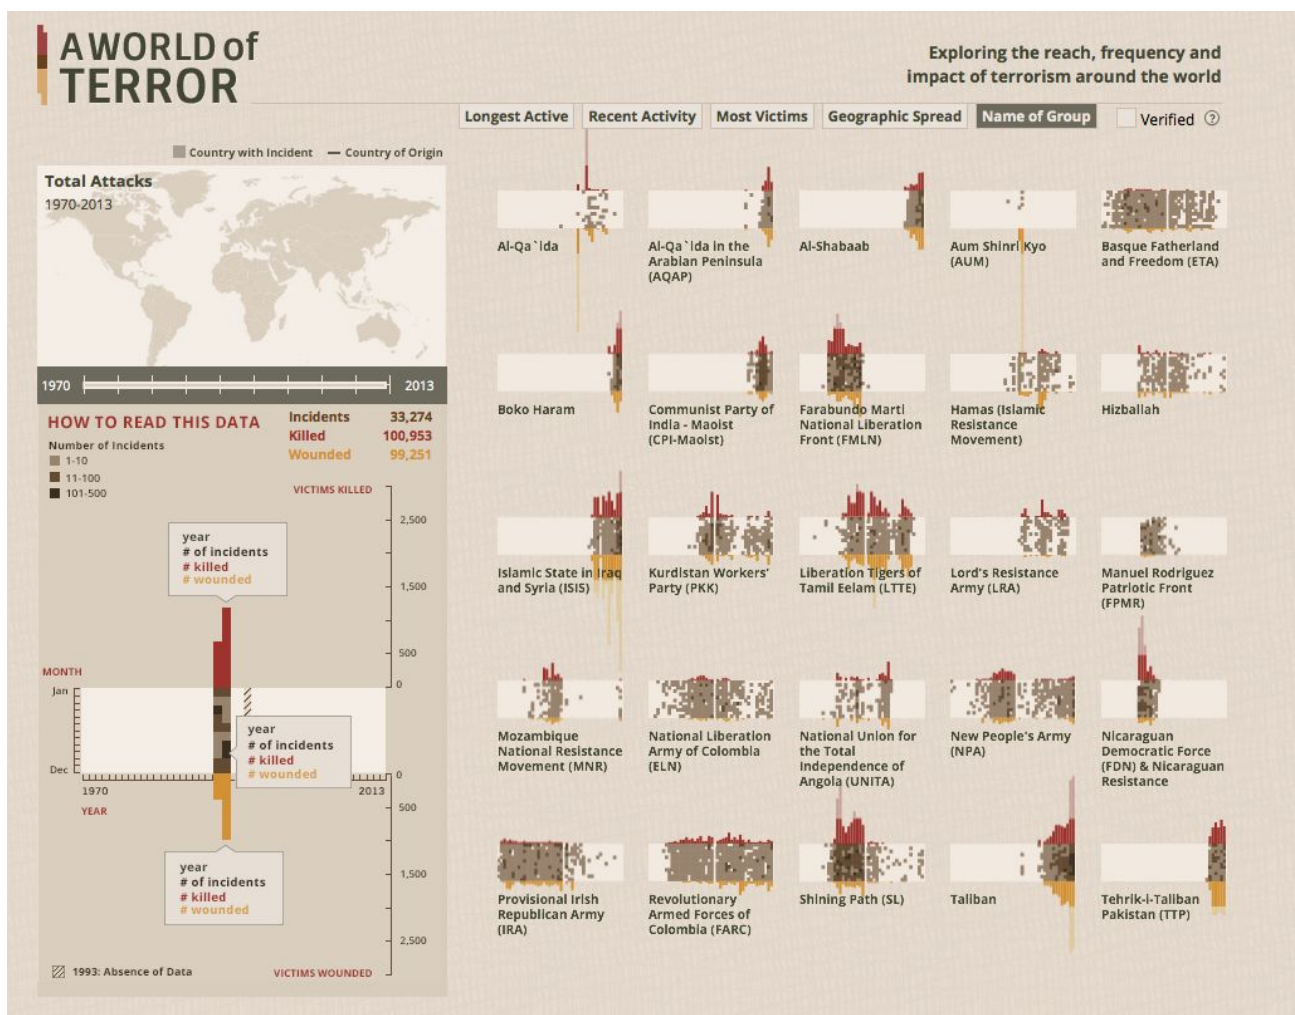 A WORLD of
TERROR
Exploring the reach, frequency and
impact of terrorism around the world
Longest Active
Recent Activity
Most Victims
Geographic Spread
Name of Group
Verified ?
Country with Incident
Country of Origin
Total Attacks
1970-2013
1970
2013
HOW TO READ THIS DATA
Number of Incidents
1-10
11-100
101-500
Incidents 33,274
Killed 100,953
Wounded 99,251
VICTIMS KILLED
2,500
1,500
500
0
year
# of incidents
# killed
# wounded
MONTH
Jan
Dec
year
# of incidents
# killed
# wounded
1970
2013
YEAR
0
500
1,500
2,500
year
# of incidents
# killed
# wounded
1993: Absence of Data
VICTIMS WOUNDED
Al-Qa`ida
Al-Qa`ida in the
Arabian Peninsula
(AQAP)
Al-Shabaab
Aum Shinri Kyo
(AUM)
Basque Fatherland
and Freedom (ETA)
Boko Haram
Communist Party of
India - Maoist
(CPI-Maoist)
Farabundo Marti
National Liberation
Front (FMLN)
Hamas (Islamic
Resistance
Movement)
Hizballah
Islamic State in Iraq
and Syria (ISIS)
Kurdistan Workers'
Party (PKK)
Liberation Tigers of
Tamil Eelam (LTTE)
Lord's Resistance
Army (LRA)
Manuel Rodriguez
Patriotic Front
(FPMR)
Mozambique
National Resistance
Movement (MNR)
National Liberation
Army of Colombia
(ELN)
National Union for
the Total
Independence of
Angola (UNITA)
New People's Army
(NPA)
Nicaraguan
Democratic Force
(FDN) & Nicaraguan
Resistance
Provisional Irish
Republican Army
(IRA)
Revolutionary
Armed Forces of
Colombia (FARC)
Shining Path (SL)
Taliban
Tehrik-i-Taliban
Pakistan (TTP)